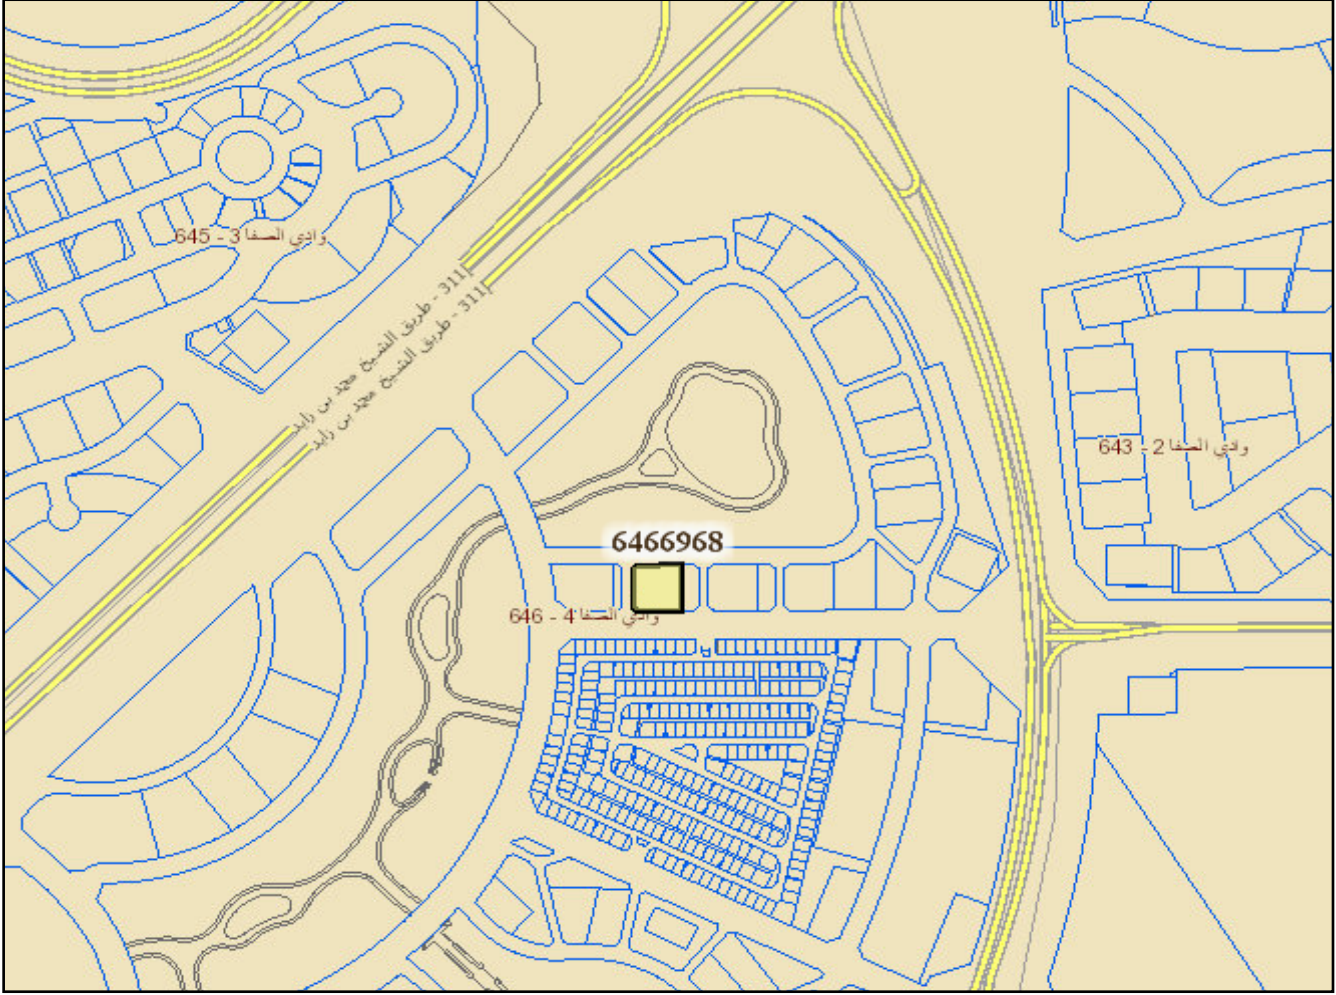 وادي الصفا 3 - 645
311 - طريق الشيخ محمد بن زايد
311 - طريق الشيخ محمد بن زايد
وادي الصفا 2 - 643
6466968
وادي الصفا 4 - 646